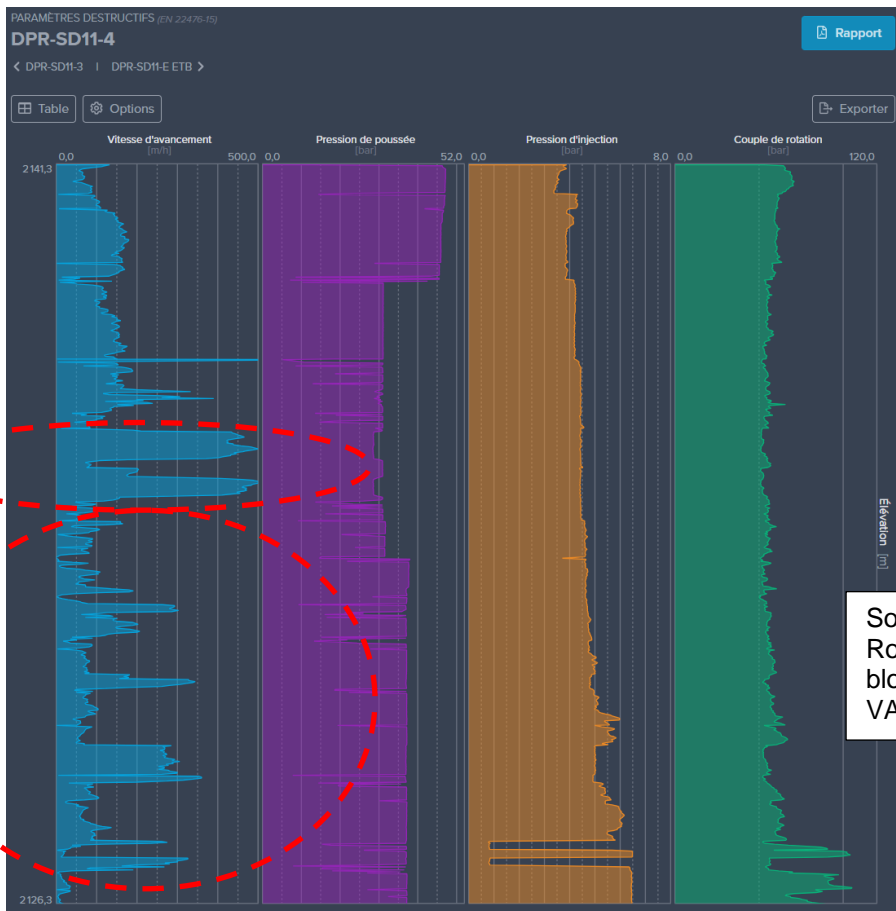 PARAMÈTRES DESTRUCTIFS (EN 22476-15)
DPR-SD11-4
Rapport
< DPR-SD11-3 | DPR-SD11-E ETB >
Table
Options
Exporter
Vitesse d'avancement
[m/h]
0,0 500,0
Pression de poussée
[bar]
0,0 52,0
Pression d'injection
[bar]
0,0 8,0
Couple de rotation
[bar]
0,0 120,0
2141,3
Élévation [m]
So
Ro
blo
VA
2126,3